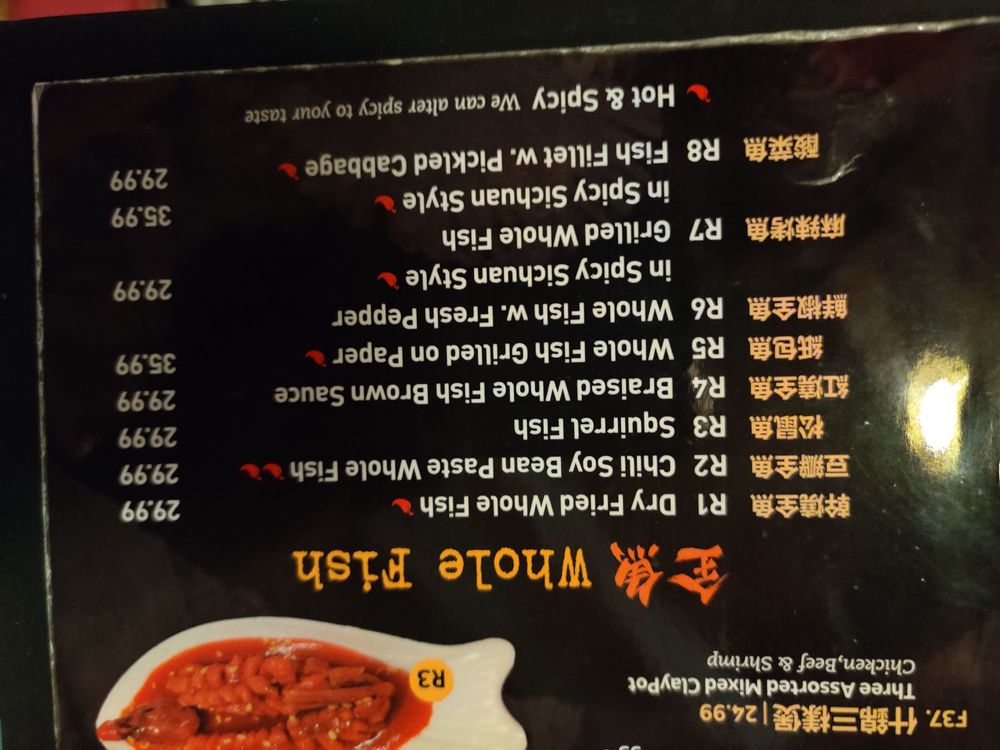 F37. 什錦三樣煲 | 24.99
Three Assorted Mixed ClayPot
Chicken,Beef & Shrimp
R3
全魚 Whole Fish
幹燒全魚 R1 Dry Fried Whole Fish 29.99
豆瓣全魚 R2 Chili Soy Bean Paste Whole Fish 29.99
松鼠魚 R3 Squirrel Fish 29.99
紅燒全魚 R4 Braised Whole Fish Brown Sauce 29.99
紙包魚 R5 Whole Fish Grilled on Paper 35.99
鮮椒全魚 R6 Whole Fish w. Fresh Pepper
in Spicy Sichuan Style 29.99
麻辣烤魚 R7 Grilled Whole Fish
in Spicy Sichuan Style 35.99
酸菜魚 R8 Fish Fillet w. Pickled Cabbage 29.99
Hot & Spicy We can alter spicy to your taste